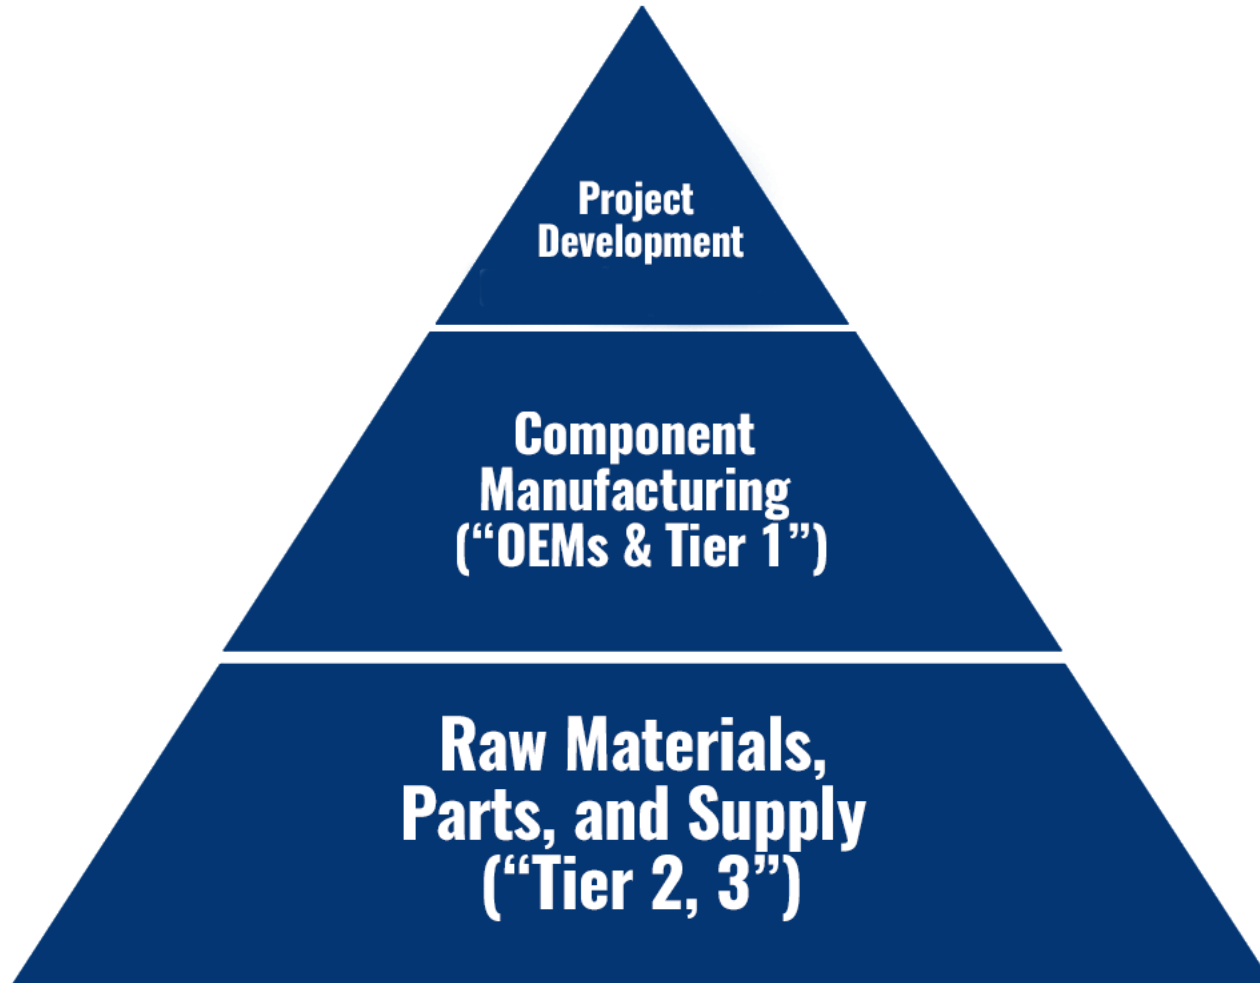 Project
Development
Component
Manufacturing
(“OEMs & Tier 1”)
Raw Materials,
Parts, and Supply
(“Tier 2, 3”)